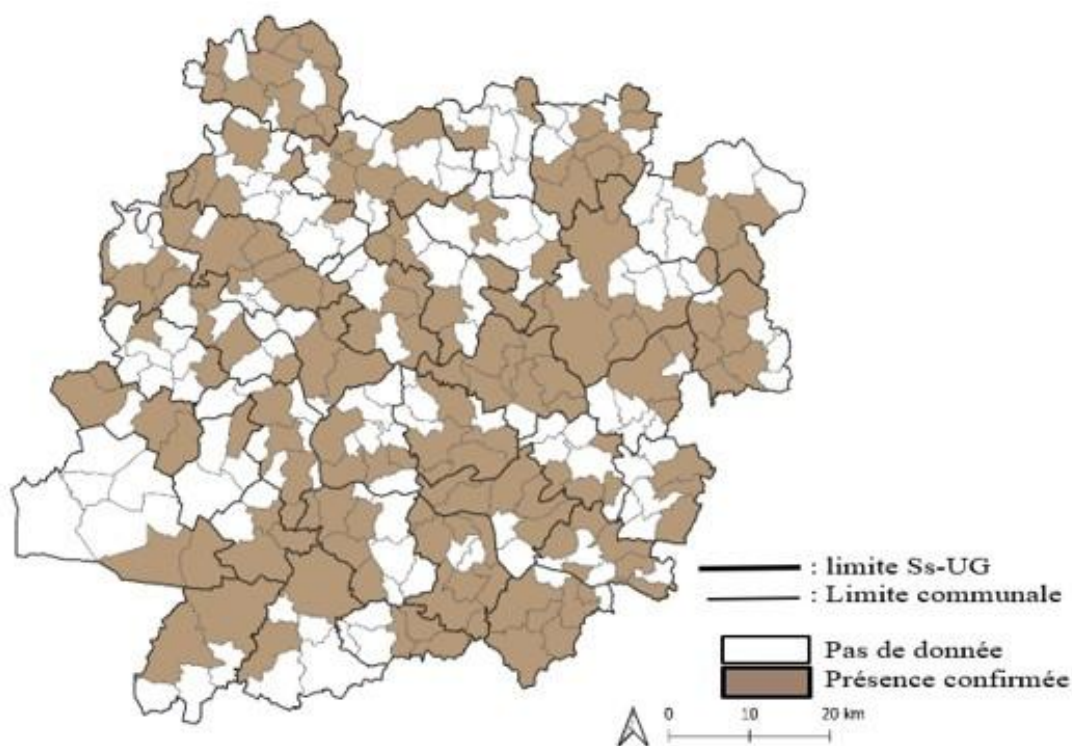 : limite Ss-UG
: Limite communale
Pas de donnée
Présence confirmée
0 10 20 km